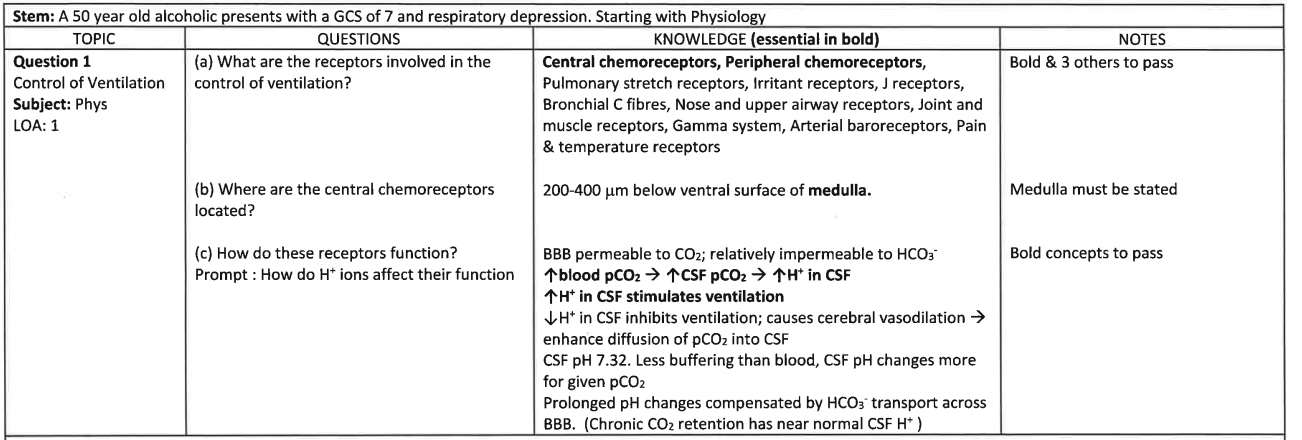 Stem: A 50 year old alcoholic presents with a GCS of 7 and respiratory depression. Starting with Physiology
TOPIC
QUESTIONS
KNOWLEDGE (essential in bold)
NOTES
Question 1
Control of Ventilation
Subject: Phys
LOA: 1
(a) What are the receptors involved in the
control of ventilation?
Central chemoreceptors, Peripheral chemoreceptors,
Pulmonary stretch receptors, Irritant receptors, J receptors,
Bronchial C fibres, Nose and upper airway receptors, Joint and
muscle receptors, Gamma system, Arterial baroreceptors, Pain
& temperature receptors
Bold & 3 others to pass
(b) Where are the central chemoreceptors
located?
200-400 µm below ventral surface of medulla.
Medulla must be stated
(c) How do these receptors function?
Prompt : How do H⁺ ions affect their function
BBB permeable to CO₂; relatively impermeable to HCO₃⁻
↑blood pCO₂ → ↑CSF pCO₂ → ↑H⁺ in CSF
↑H⁺ in CSF stimulates ventilation
↓H⁺ in CSF inhibits ventilation; causes cerebral vasodilation →
enhance diffusion of pCO₂ into CSF
CSF pH 7.32. Less buffering than blood, CSF pH changes more
for given pCO₂
Prolonged pH changes compensated by HCO₃⁻ transport across
BBB. (Chronic CO₂ retention has near normal CSF H⁺ )
Bold concepts to pass